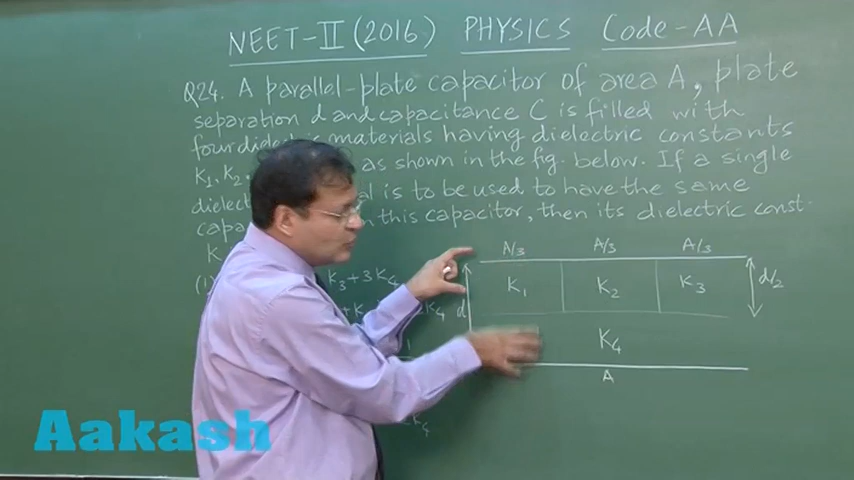 NEET-II (2016) PHYSICS Code-AA
Q24. A parallel-plate capacitor of area A, plate
separation d and capacitance C is filled with
four materials having dielectric constants
K₁, K₂, as shown in the fig. below. If a single
is to be used to have the same
this capacitor, then its dielectric const.
K
A/3 A/3 A/3
K₃+3K₄
K₁ K₂ K₃ d/2
d
K₄
A
Aakash